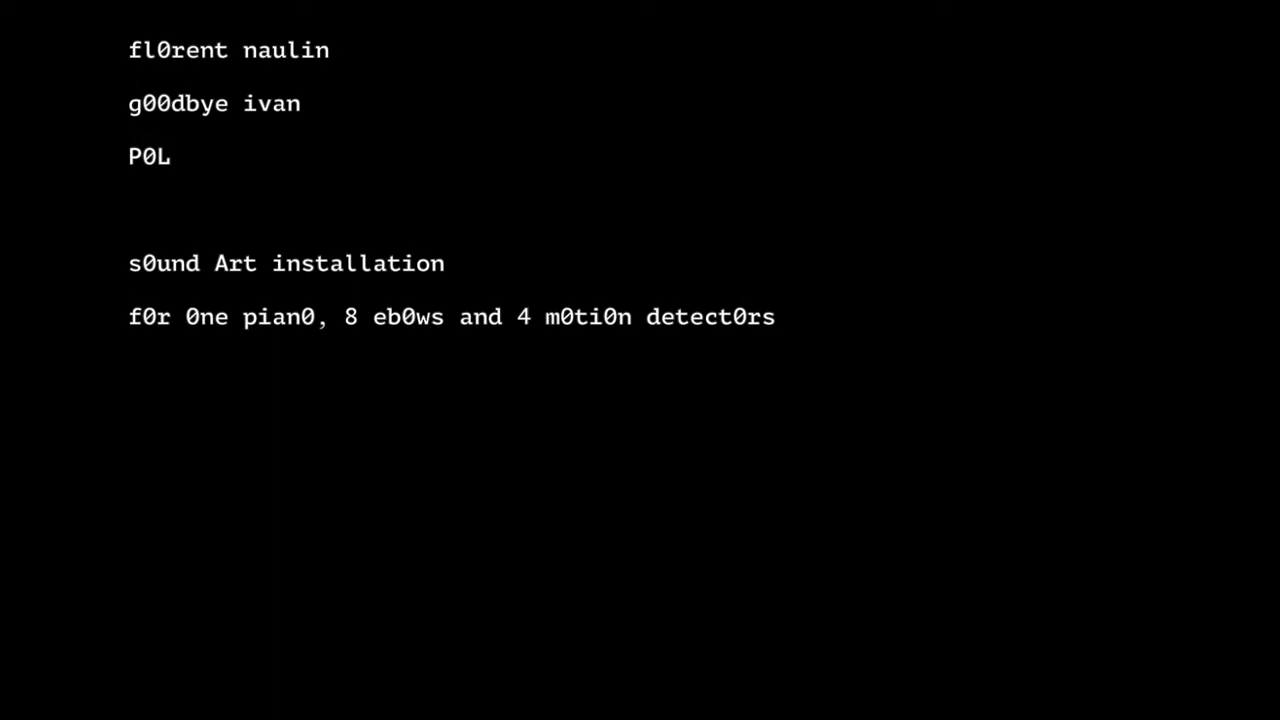 fl0rent naulin
g00dbye ivan
P0L
s0und Art installation
f0r 0ne pian0, 8 eb0ws and 4 m0ti0n detect0rs